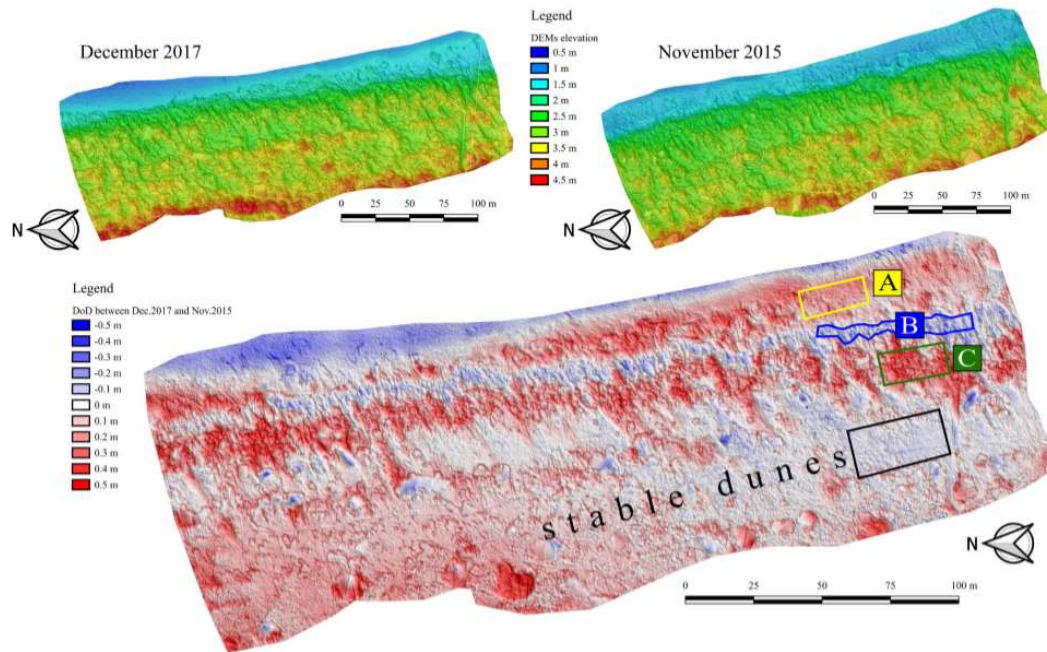 December 2017
Legend
DEMs elevation
0.5 m
1 m
1.5 m
2 m
2.5 m
3 m
3.5 m
4 m
4.5 m
November 2015
N
0 25 50 75 100 m
N
0 25 50 75 100 m
Legend
DoD between Dec.2017 and Nov.2015
-0.5 m
-0.4 m
-0.3 m
-0.2 m
-0.1 m
0 m
0.1 m
0.2 m
0.3 m
0.4 m
0.5 m
A
B
C
stable dunes
N
0 25 50 75 100 m